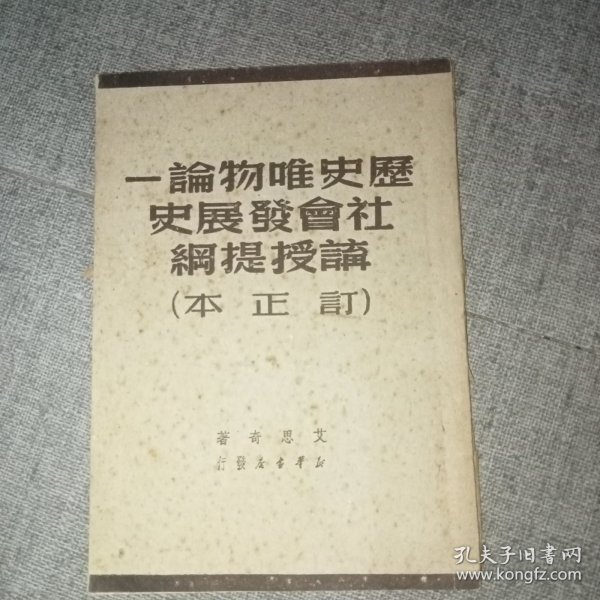 歷史唯物論—
社會發展史
講授提綱
(訂正本)
艾思奇著
新華書店發行
孔夫子旧书网
www.kongfz.com